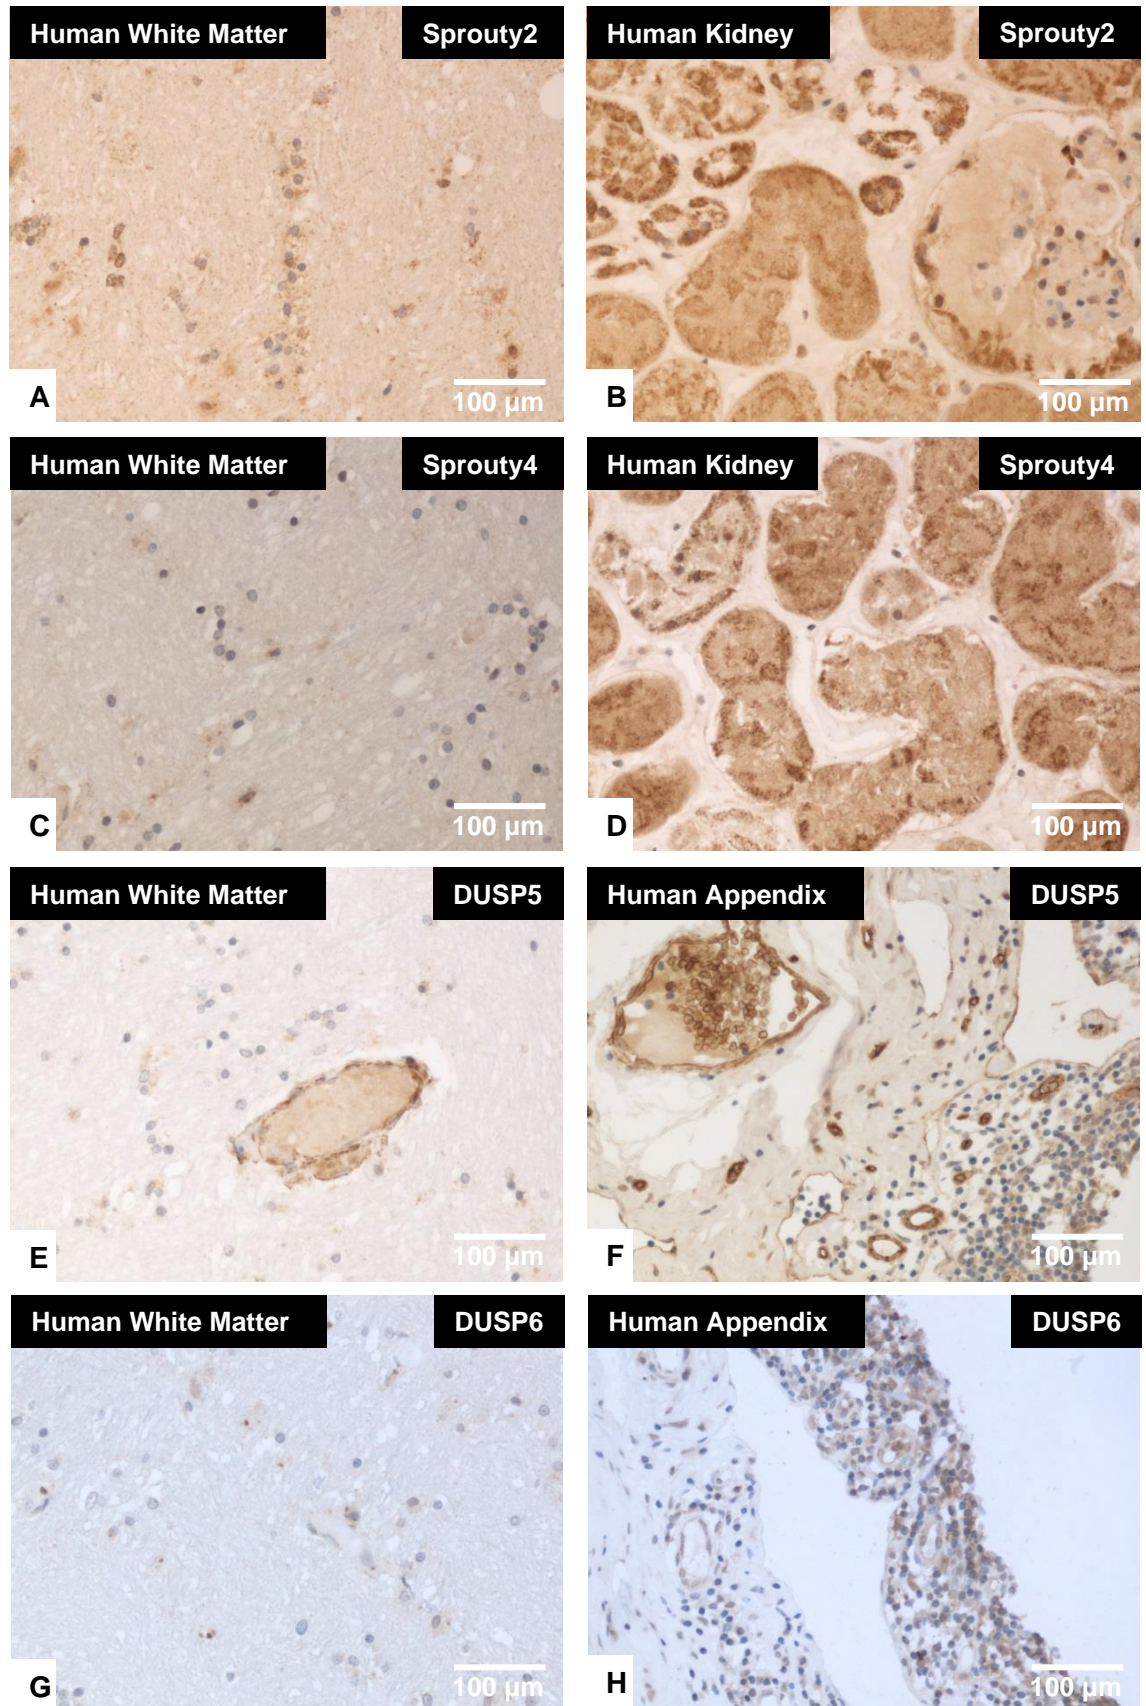 Human White Matter Sprouty2
Human Kidney Sprouty2
A 100 µm
B 100 µm
Human White Matter Sprouty4
Human Kidney Sprouty4
C 100 µm
D 100 µm
Human White Matter DUSP5
Human Appendix DUSP5
E 100 µm
F 100 µm
Human White Matter DUSP6
Human Appendix DUSP6
G 100 µm
H 100 µm